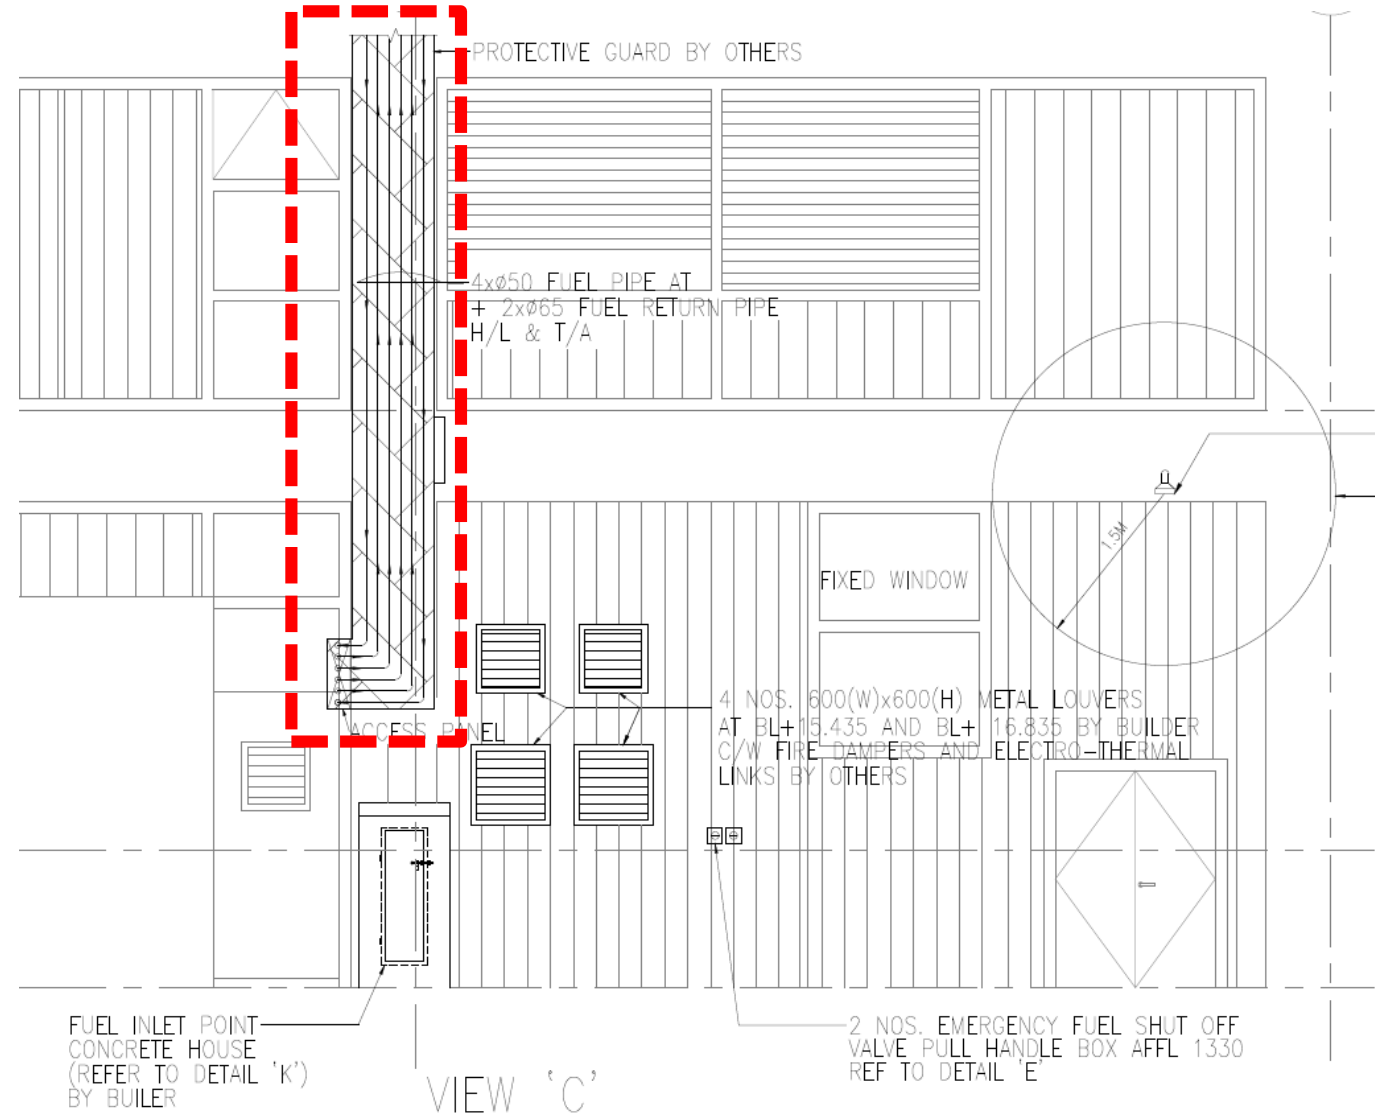 PROTECTIVE GUARD BY OTHERS
4xø50 FUEL PIPE AT
+ 2xø65 FUEL RETURN PIPE
H/L & T/A
1.5M
FIXED WINDOW
4 NOS. 600(W)x600(H) METAL LOUVERS
AT BL+15.435 AND BL+ 16.835 BY BUILDER
C/W FIRE DAMPERS AND ELECTRO-THERMAL
LINKS BY OTHERS
ACCESS PANEL
FUEL INLET POINT
CONCRETE HOUSE
(REFER TO DETAIL 'K')
BY BUILER
2 NOS. EMERGENCY FUEL SHUT OFF
VALVE PULL HANDLE BOX AFFL 1330
REF TO DETAIL 'E'
VIEW 'C'